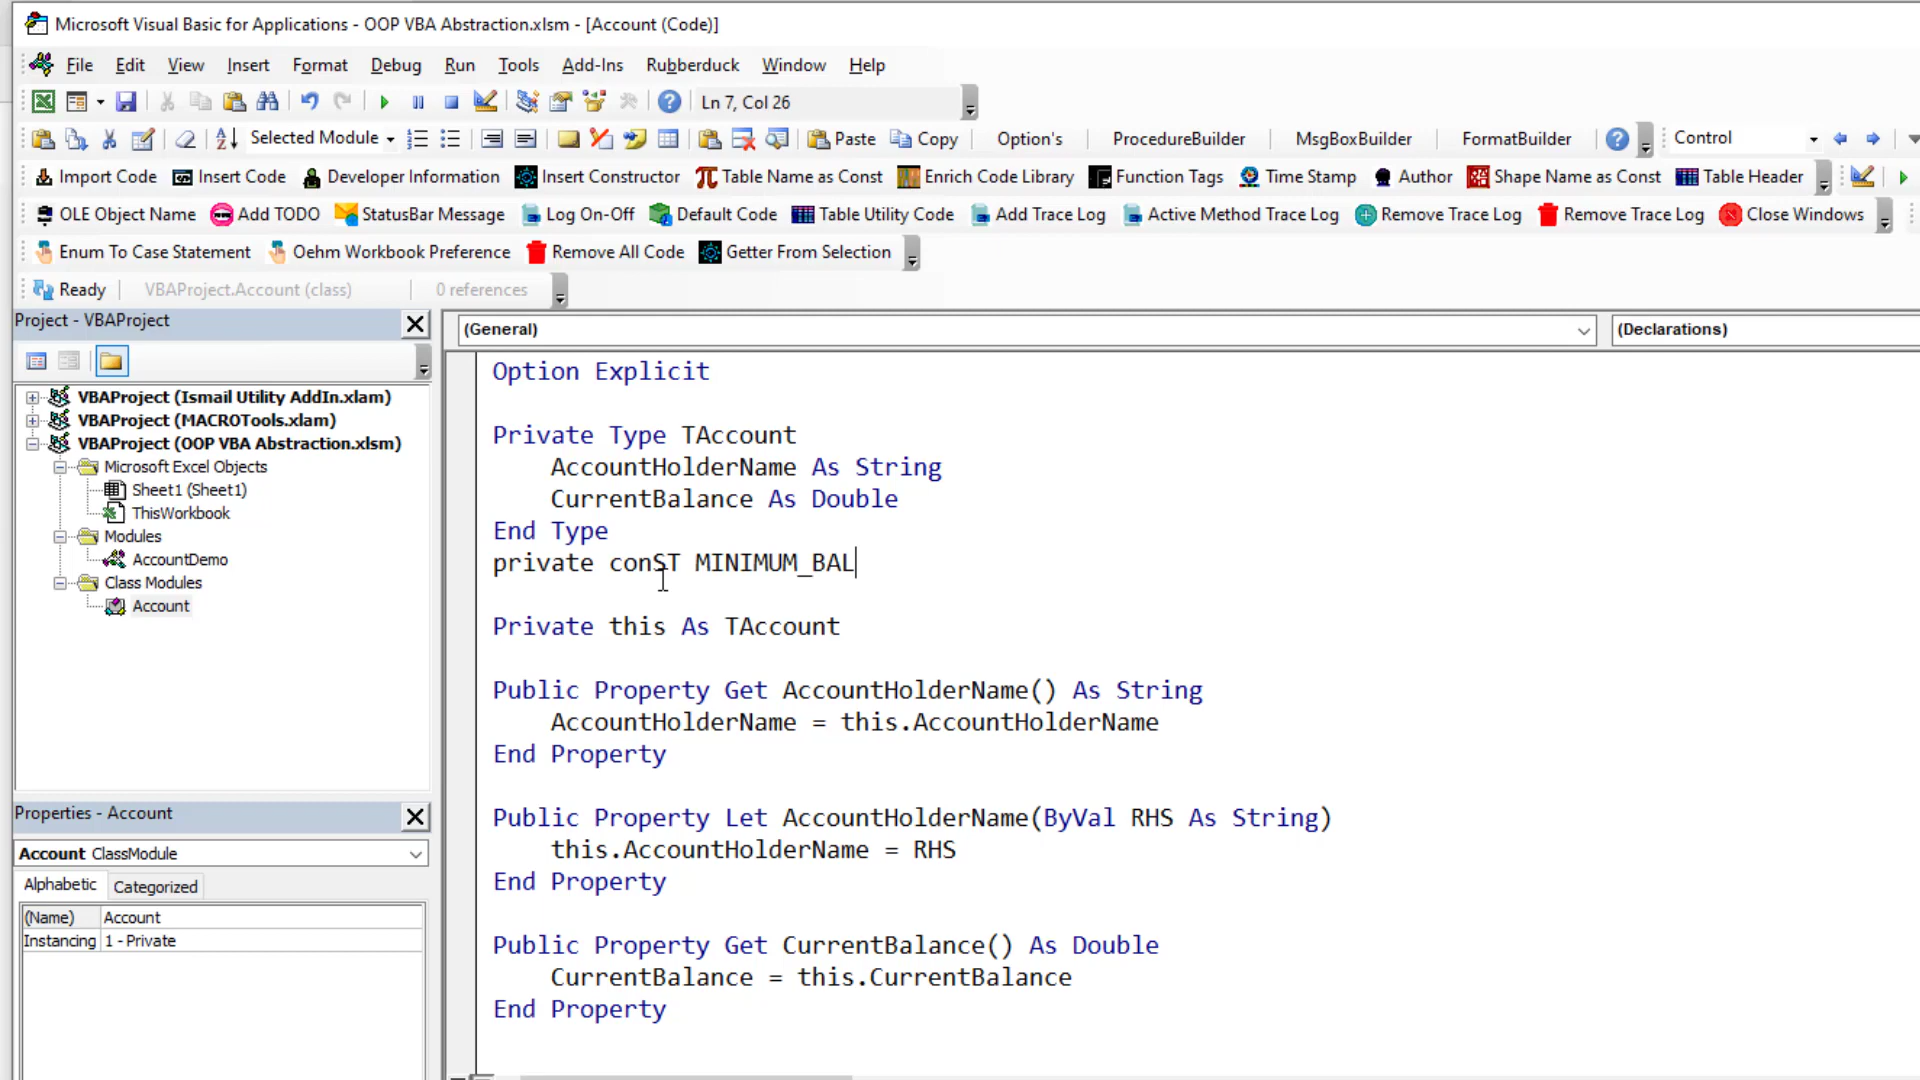 Microsoft Visual Basic for Applications - OOP VBA Abstraction.xlsm - [Account (Code)]
File Edit View Insert Format Debug Run Tools Add-Ins Rubberduck Window Help
Ln 7, Col 26
Selected Module Paste Copy Option's ProcedureBuilder MsgBoxBuilder FormatBuilder Control
Import Code Insert Code Developer Information Insert Constructor Table Name as Const Enrich Code Library Function Tags Time Stamp Author Shape Name as Const Table Header
OLE Object Name Add TODO StatusBar Message Log On-Off Default Code Table Utility Code Add Trace Log Active Method Trace Log Remove Trace Log Remove Trace Log Close Windows
Enum To Case Statement Oehm Workbook Preference Remove All Code Getter From Selection
Ready VBAProject.Account (class) 0 references
Project - VBAProject
VBAProject (Ismail Utility AddIn.xlam)
VBAProject (MACROTools.xlam)
VBAProject (OOP VBA Abstraction.xlsm)
Microsoft Excel Objects
Sheet1 (Sheet1)
ThisWorkbook
Modules
AccountDemo
Class Modules
Account
Properties - Account
Account ClassModule
Alphabetic Categorized
(Name) Account
Instancing 1 - Private
(General) (Declarations)
Option Explicit
Private Type TAccount
AccountHolderName As String
CurrentBalance As Double
End Type
private conST MINIMUM_BAL
Private this As TAccount
Public Property Get AccountHolderName() As String
AccountHolderName = this.AccountHolderName
End Property
Public Property Let AccountHolderName(ByVal RHS As String)
this.AccountHolderName = RHS
End Property
Public Property Get CurrentBalance() As Double
CurrentBalance = this.CurrentBalance
End Property